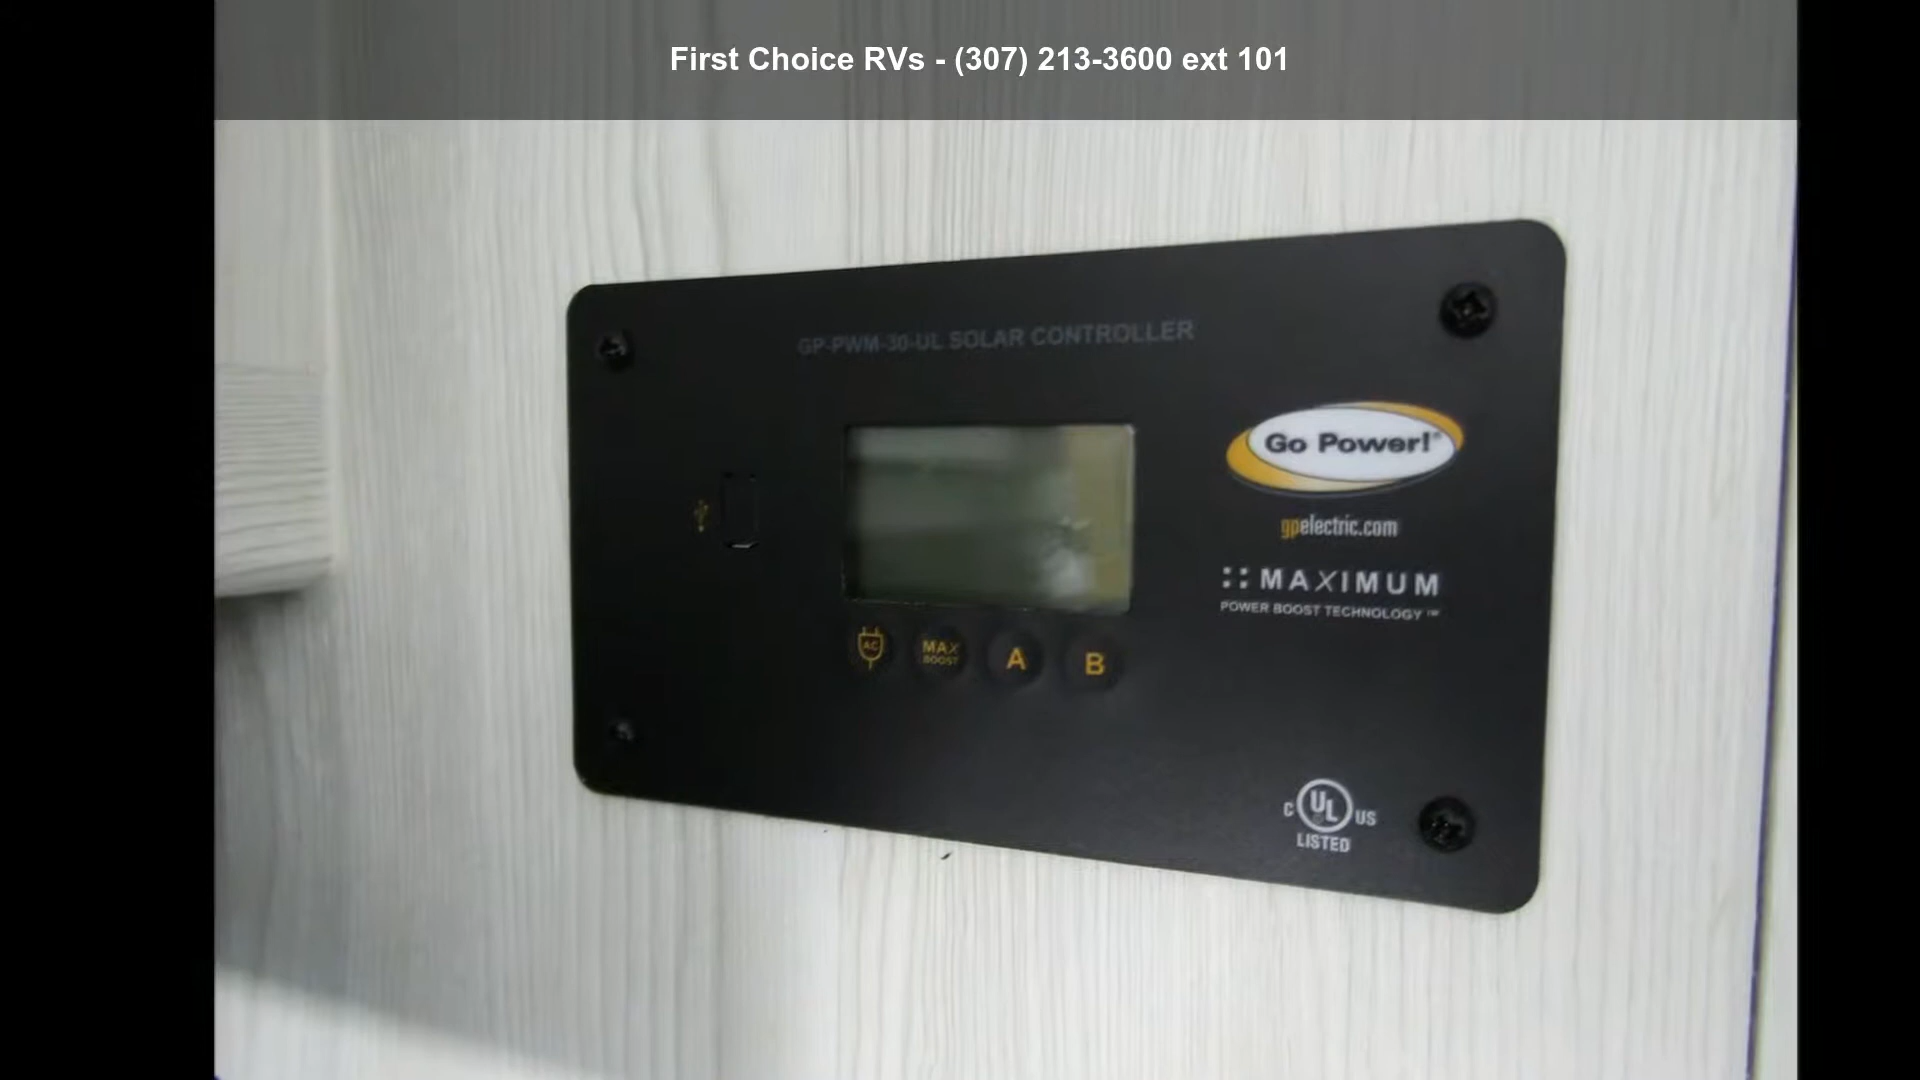 First Choice RVs - (307) 213-3600 ext 101
GP-PWM-30-UL SOLAR CONTROLLER
Go Power!®
gpelectric.com
MAXIMUM
POWER BOOST TECHNOLOGY ™
AC
MAX
BOOST
A
B
C UL US
LISTED